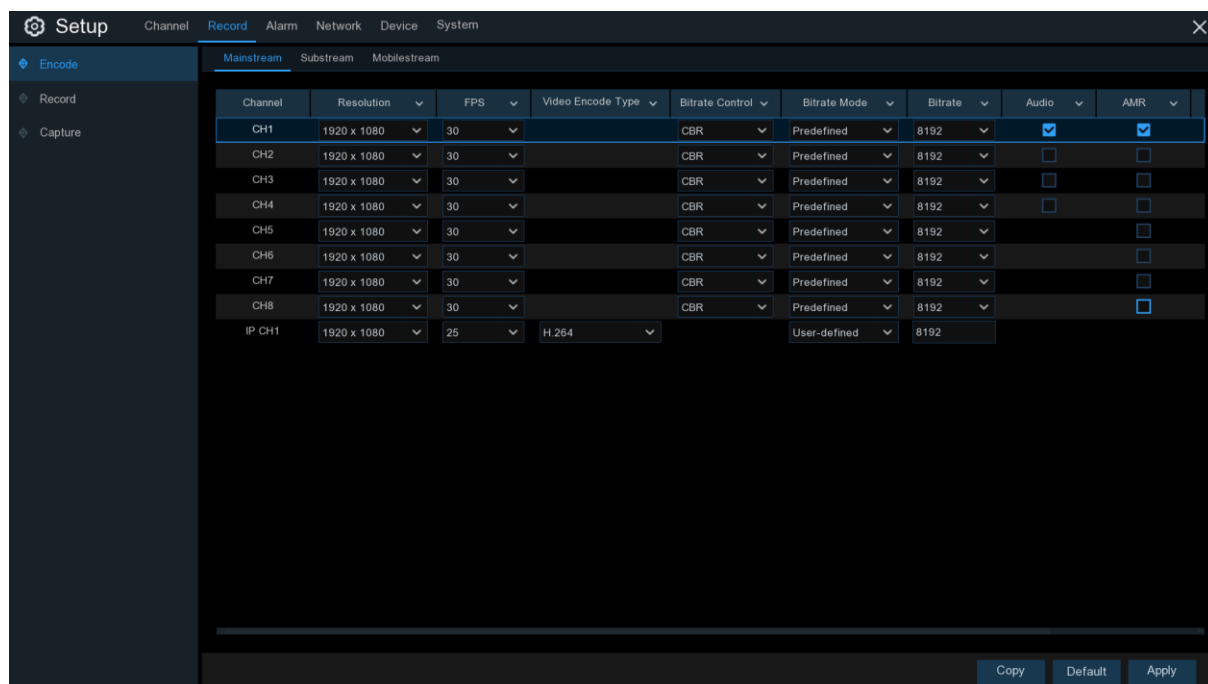 Setup Channel Record Alarm Network Device System
Encode
Record
Capture
Mainstream Substream Mobilestream
Channel Resolution FPS Video Encode Type Bitrate Control Bitrate Mode Bitrate Audio AMR
CH1 1920 x 1080 30 CBR Predefined 8192
CH2 1920 x 1080 30 CBR Predefined 8192
CH3 1920 x 1080 30 CBR Predefined 8192
CH4 1920 x 1080 30 CBR Predefined 8192
CH5 1920 x 1080 30 CBR Predefined 8192
CH6 1920 x 1080 30 CBR Predefined 8192
CH7 1920 x 1080 30 CBR Predefined 8192
CH8 1920 x 1080 30 CBR Predefined 8192
IP CH1 1920 x 1080 25 H.264 User-defined 8192
Copy Default Apply